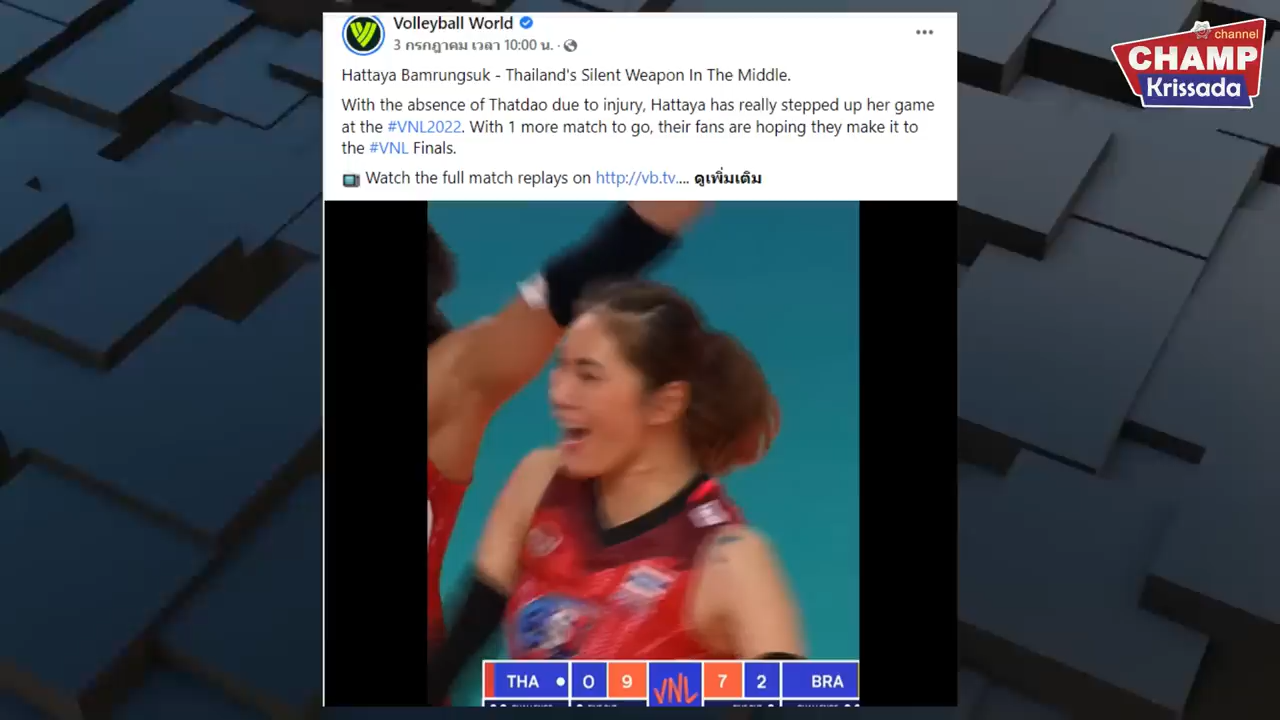 Volleyball World
3 กรกฎาคม เวลา 10:00 น. ·
channel
CHAMP
Krissada
Hattaya Bamrungsuk - Thailand's Silent Weapon In The Middle.
With the absence of Thatdao due to injury, Hattaya has really stepped up her game
at the #VNL2022. With 1 more match to go, their fans are hoping they make it to
the #VNL Finals.
Watch the full match replays on http://vb.tv.... ดูเพิ่มเติม
THA 0 9 VNL 7 2 BRA